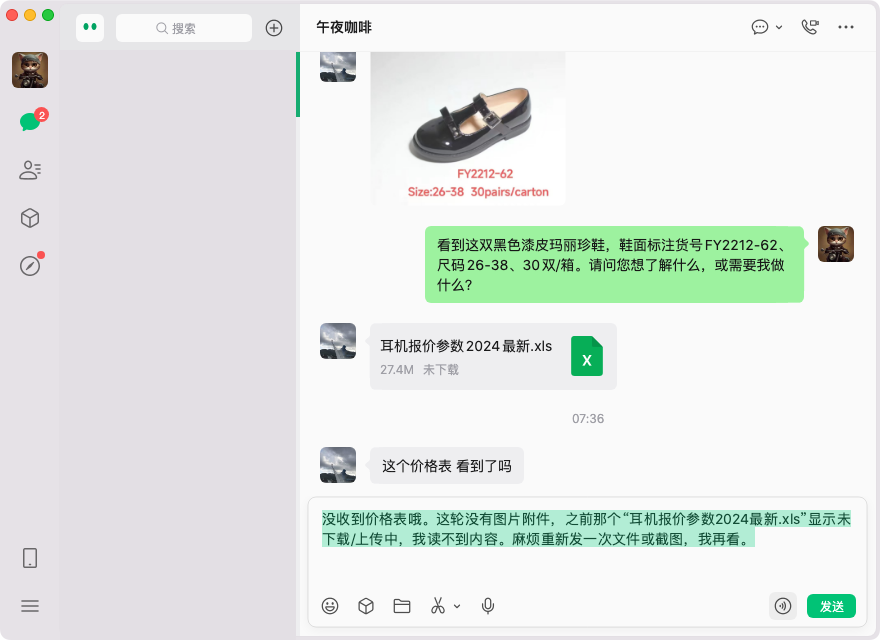 搜索
午夜咖啡
2
FY2212-62
Size:26-38 30pairs/carton
看到这双黑色漆皮玛丽珍鞋，鞋面标注货号FY2212-62、
尺码26-38、30双/箱。请问您想了解什么，或需要我做
什么？
耳机报价参数2024最新.xls
27.4M 未下载
X
07:36
这个价格表 看到了吗
没收到价格表哦。这轮没有图片附件，之前那个“耳机报价参数2024最新.xls”显示未
下载/上传中，我读不到内容。麻烦重新发一次文件或截图，我再看。
发送